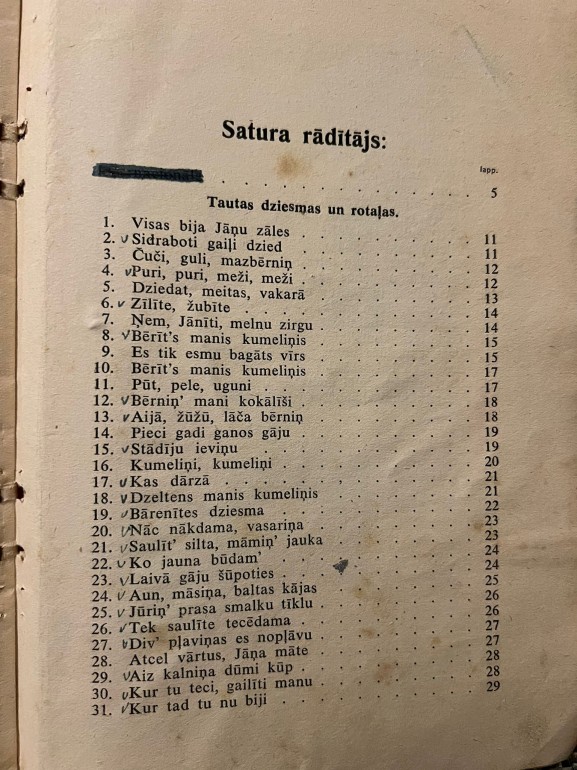 Satura rādītājs:
lapp.
. . . . . . . . 5
Tautas dziesmas un rotaļas.
1. Visas bija Jāņu zāles . . . . . . . 11
2. v Sidraboti gaiļi dzied . . . . . . . 11
3. Čuči, guli, mazbērniņ . . . . . . . 12
4. v Puri, puri, meži, meži . . . . . . . 12
5. Dziedat, meitas, vakarā . . . . . . . 13
6. v Zīlīte, žubīte . . . . . . . 14
7. Ņem, Jānīti, melnu zirgu . . . . . . . 14
8. v Bērīt's manis kumeliņis . . . . . . . 15
9. Es tik esmu bagāts vīrs . . . . . . . 15
10. Bērīt's manis kumeliņis . . . . . . . 17
11. Pūt, pele, uguni . . . . . . . 17
12. v Bērniņ' mani kokālīši . . . . . . . 18
13. v Aijā, žūžū, lāča bērniņ . . . . . . . 18
14. Pieci gadi ganos gāju . . . . . . . 19
15. v Stādīju ieviņu . . . . . . . 19
16. Kumeliņi, kumeliņi . . . . . . . 20
17. v Kas dārzā . . . . . . . 21
18. v Dzeltens manis kumeliņis . . . . . . . 21
19. v Bārenītes dziesma . . . . . . . 22
20. v Nāc nākdama, vasariņa . . . . . . . 23
21. v Saulīt' silta, māmiņ' jauka . . . . . . . 23
22. v Ko jauna būdam' . . . . . . . 24
23. v Laivā gāju šūpoties . . . . . . . 24
24. v Aun, māsiņa, baltas kājas . . . . . . . 25
25. v Jūriņ' prasa smalku tīklu . . . . . . . 26
26. v Tek saulīte tecēdama . . . . . . . 26
27. v Div' pļaviņas es nopļāvu . . . . . . . 27
28. Atcel vārtus, Jāņa māte . . . . . . . 27
29. v Aiz kalniņa dūmi kūp . . . . . . . 28
30. v Kur tu teci, gailīti manu . . . . . . . 28
31. v Kur tad tu nu biji . . . . . . . 29